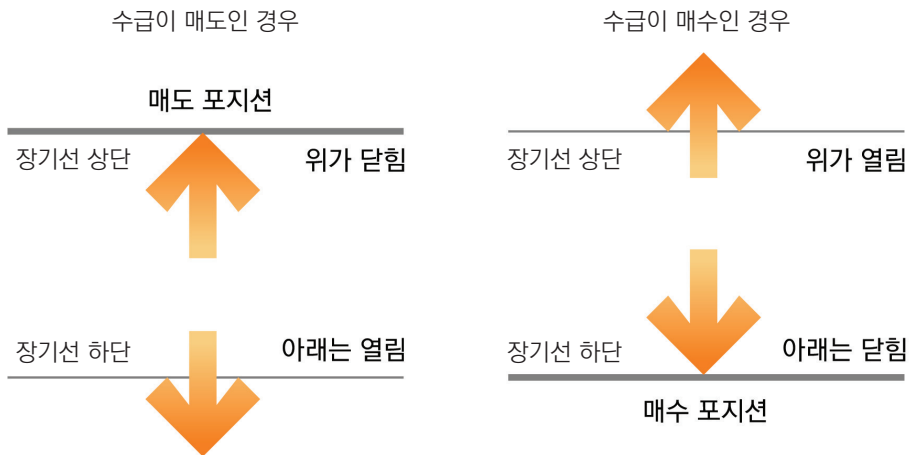 수급이 매도인 경우
매도 포지션
장기선 상단
위가 닫힘
장기선 하단
아래는 열림
수급이 매수인 경우
장기선 상단
위가 열림
장기선 하단
아래는 닫힘
매수 포지션